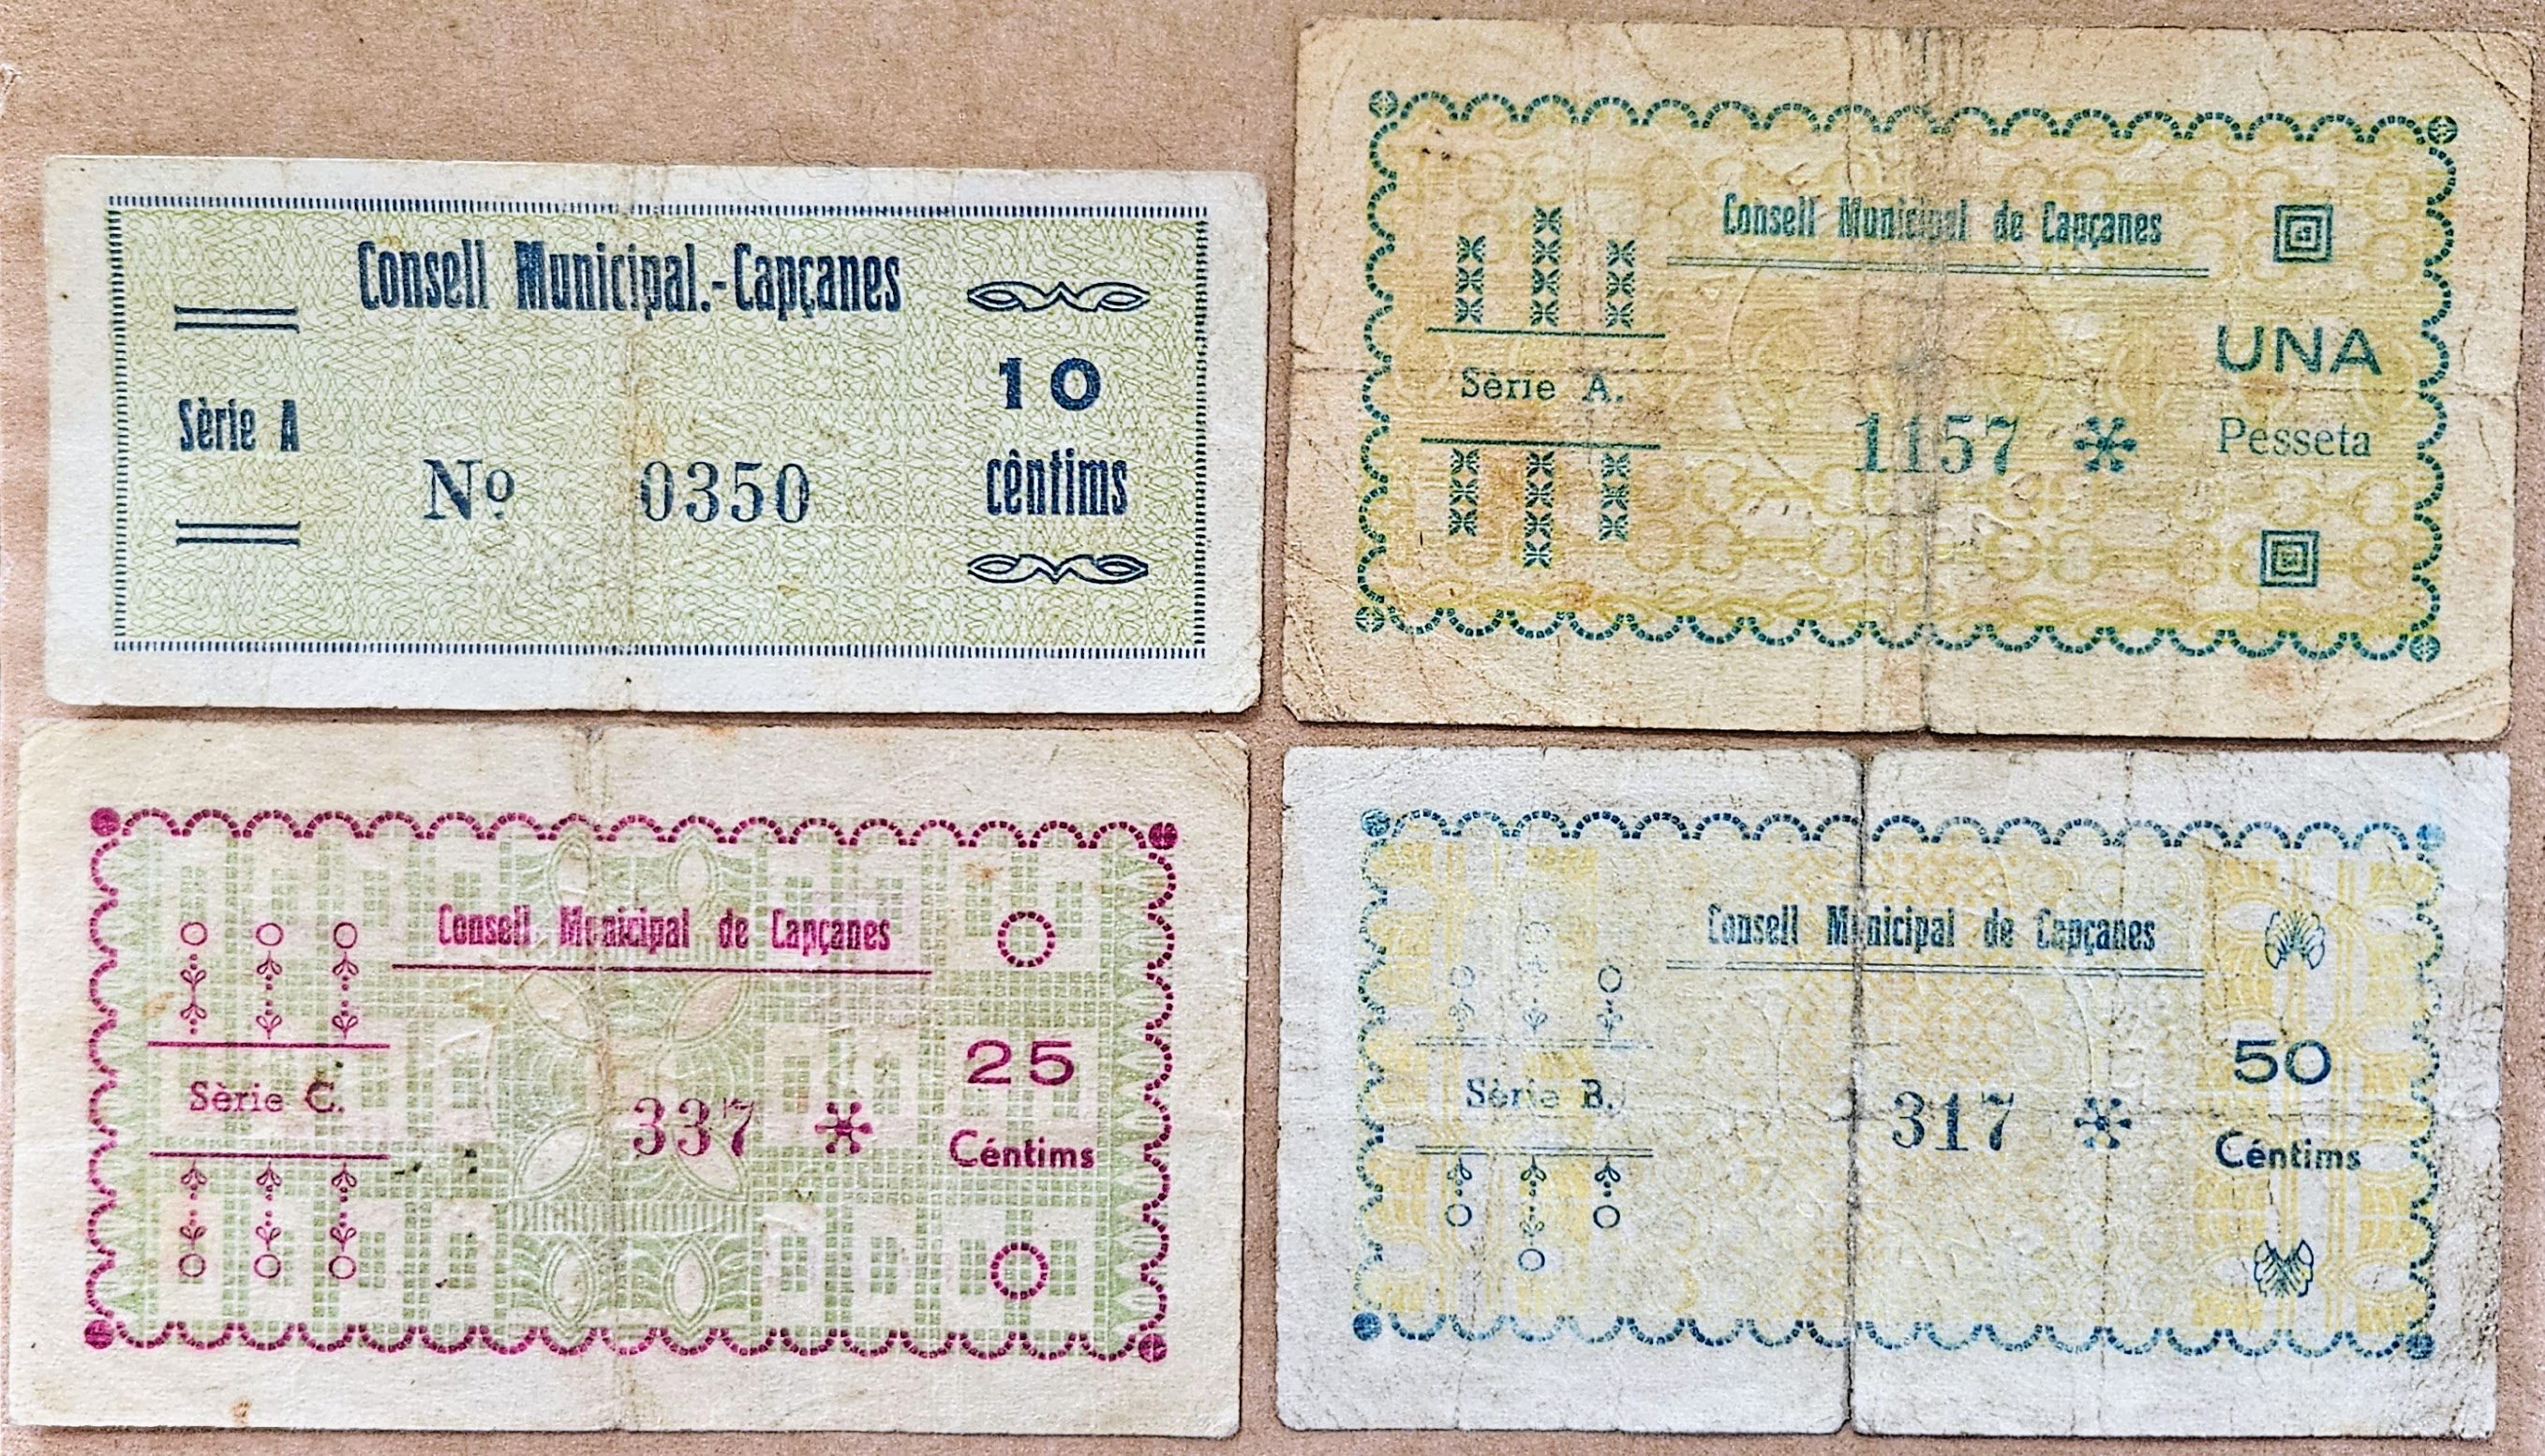 Consell Municipal.-Capçanes
Sèrie A
Nº 0350
10
cêntims
Consell Municipal de Capçanes
Sèrie A.
1157 *
UNA
Pesseta
Consell Municipal de Capçanes
Sèrie C.
337 *
25
Céntims
Consell Municipal de Capçanes
Sèrie B.
317 *
50
Céntims